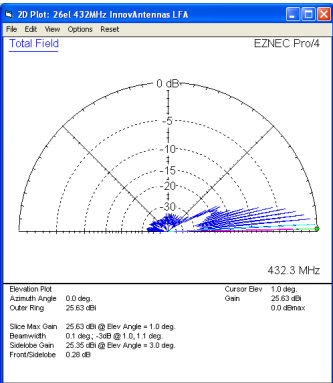 2D Plot: 26el 432MHz InnovAntennas LFA
File Edit View Options Reset
Total Field
EZNEC Pro/4
0 dB
-5
-10
-15
-20
-30
432.3 MHz
Elevation Plot
Azimuth Angle 0.0 deg.
Outer Ring 25.63 dBi
Cursor Elev 1.0 deg.
Gain 25.63 dBi
0.0 dBmax
Slice Max Gain 25.63 dBi @ Elev Angle = 1.0 deg.
Beamwidth 0.1 deg.; -3dB @ 1.0, 1.1 deg.
Sidelobe Gain 25.35 dBi @ Elev Angle = 3.0 deg.
Front/Sidelobe 0.28 dB